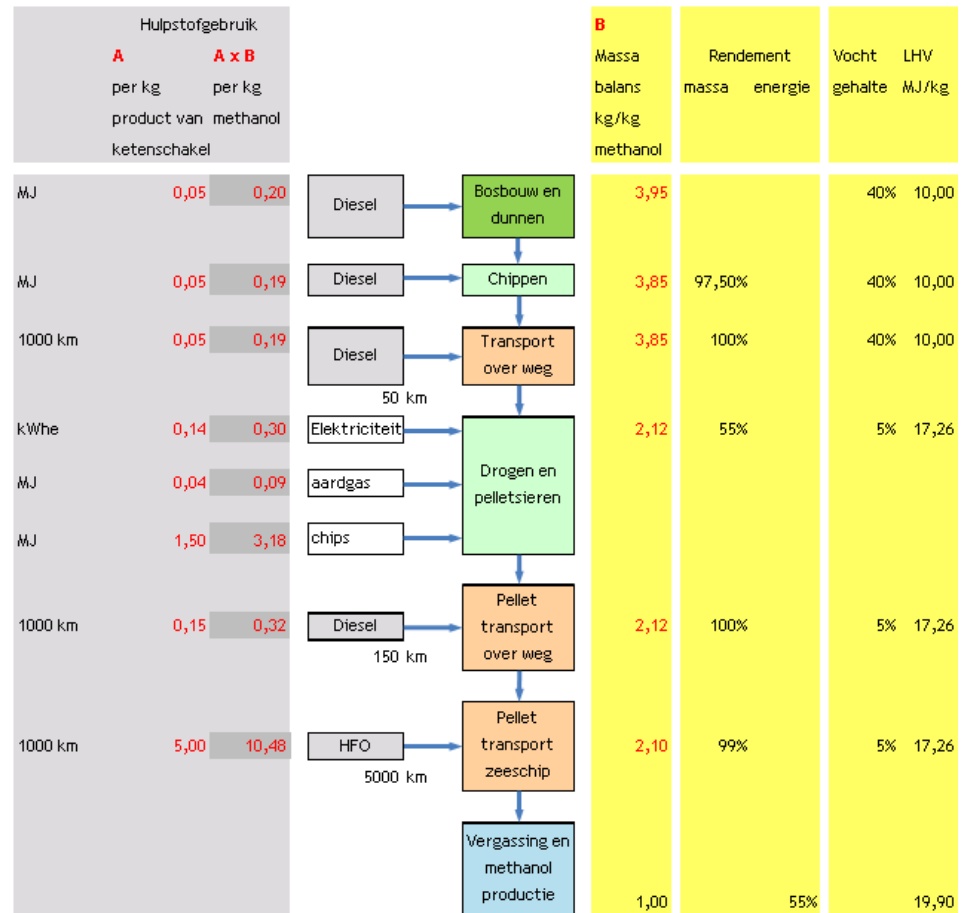 Hulpstofgebruik
A A x B
per kg per kg
product van methanol
ketenschakel
B
Massa Rendement Vocht LHV
balans massa energie gehalte MJ/kg
kg/kg
methanol
MJ 0,05 0,20 Diesel Bosbouw en 3,95 40% 10,00
dunnen
MJ 0,05 0,19 Diesel Chippen 3,85 97,50% 40% 10,00
1000 km 0,05 0,19 Diesel Transport 3,85 100% 40% 10,00
over weg
50 km
kWhe 0,14 0,30 Elektriciteit 2,12 55% 5% 17,26
Drogen en
MJ 0,04 0,09 aardgas pelletsieren
MJ 1,50 3,18 chips
Pellet
1000 km 0,15 0,32 Diesel transport 2,12 100% 5% 17,26
over weg
150 km
Pellet
1000 km 5,00 10,48 HFO transport 2,10 99% 5% 17,26
zeeschip
5000 km
Vergassing en
methanol
productie
1,00 55% 19,90